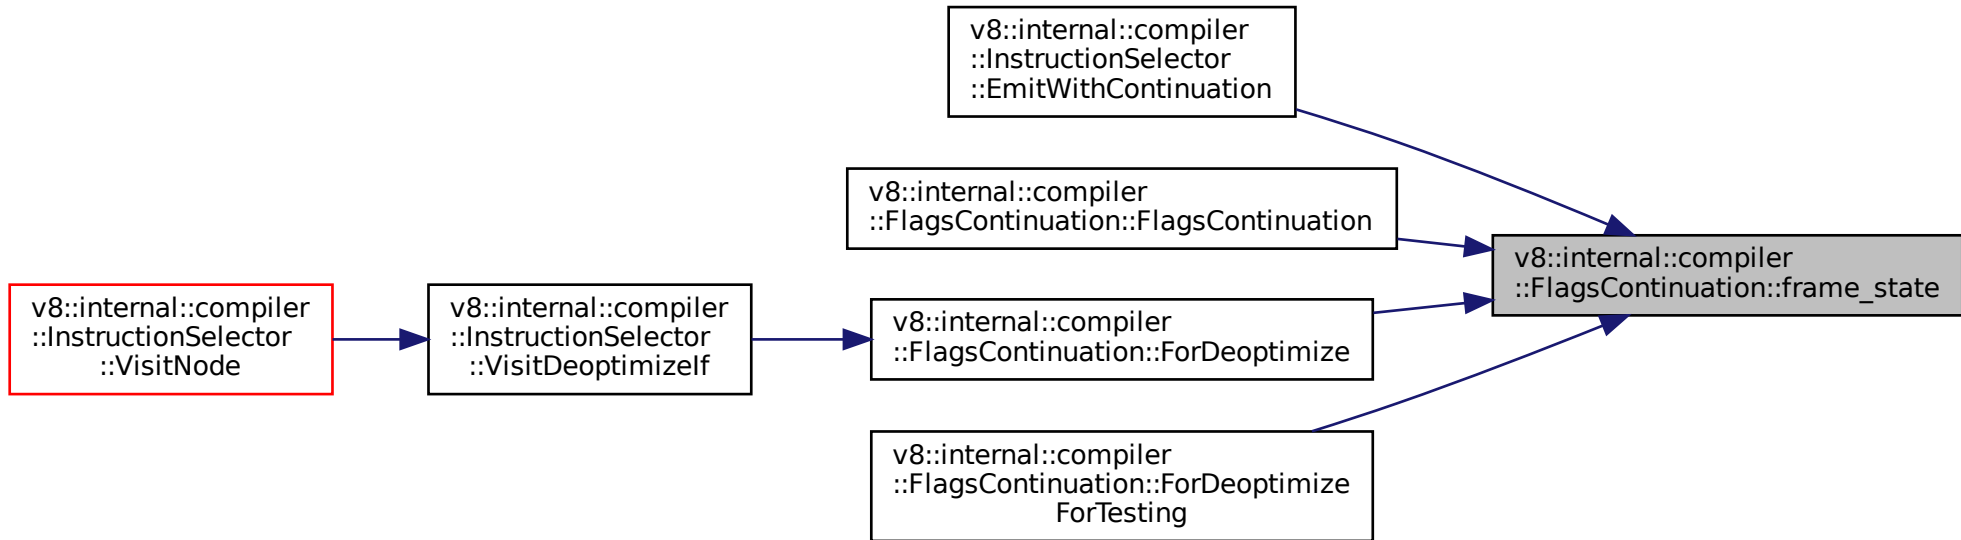 v8::internal::compiler
::InstructionSelector
::EmitWithContinuation
v8::internal::compiler
::FlagsContinuation::FlagsContinuation
v8::internal::compiler
::FlagsContinuation::frame_state
v8::internal::compiler
::InstructionSelector
::VisitNode
v8::internal::compiler
::InstructionSelector
::VisitDeoptimizeIf
v8::internal::compiler
::FlagsContinuation::ForDeoptimize
v8::internal::compiler
::FlagsContinuation::ForDeoptimize
ForTesting